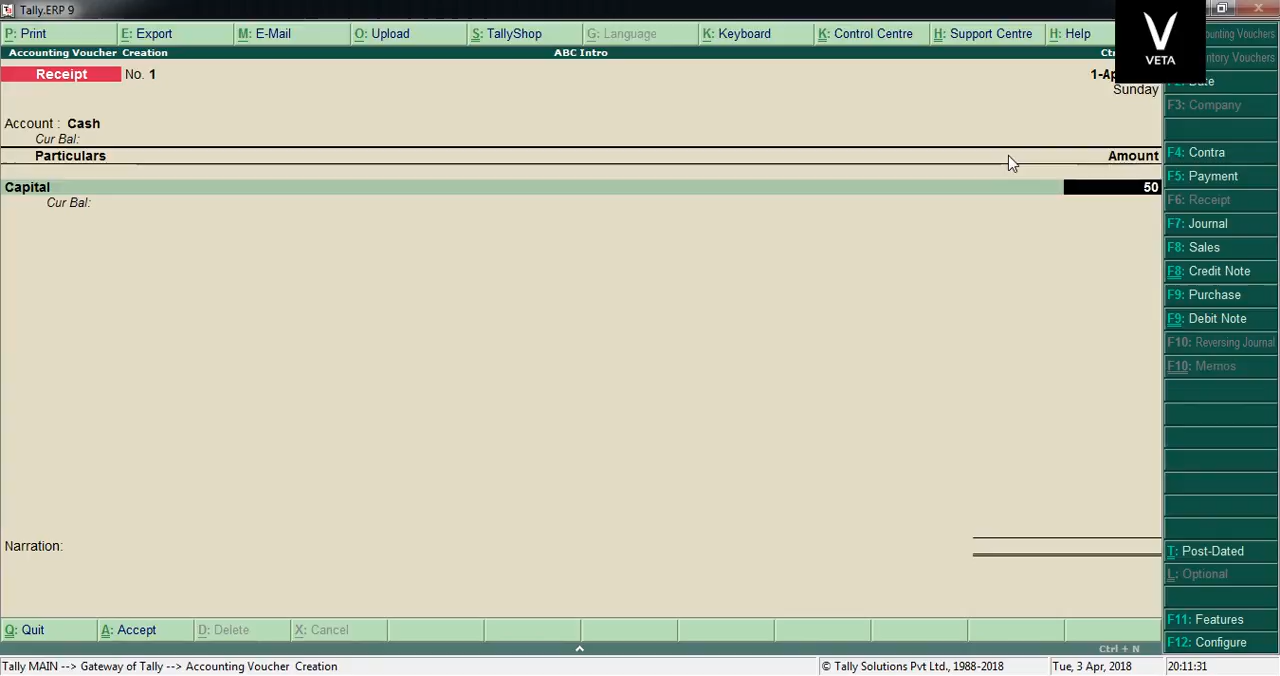 Tally.ERP 9
P: Print
E: Export
M: E-Mail
O: Upload
S: TallyShop
G: Language
K: Keyboard
K: Control Centre
H: Support Centre
H: Help
VETA
Accounting Voucher Creation
ABC Intro
Ctr
Receipt No. 1
1-Ap
Sunday
Account : Cash
Cur Bal:
Particulars
Amount
Capital
50
Cur Bal:
Narration:
Date
F3: Company
F4: Contra
F5: Payment
F6: Receipt
F7: Journal
F8: Sales
F8: Credit Note
F9: Purchase
F9: Debit Note
F10: Reversing Journal
F10: Memos
T: Post-Dated
L: Optional
F11: Features
F12: Configure
Q: Quit
A: Accept
D: Delete
X: Cancel
Ctrl + N
Tally MAIN --> Gateway of Tally --> Accounting Voucher Creation
© Tally Solutions Pvt Ltd., 1988-2018
Tue, 3 Apr, 2018
20:11:31